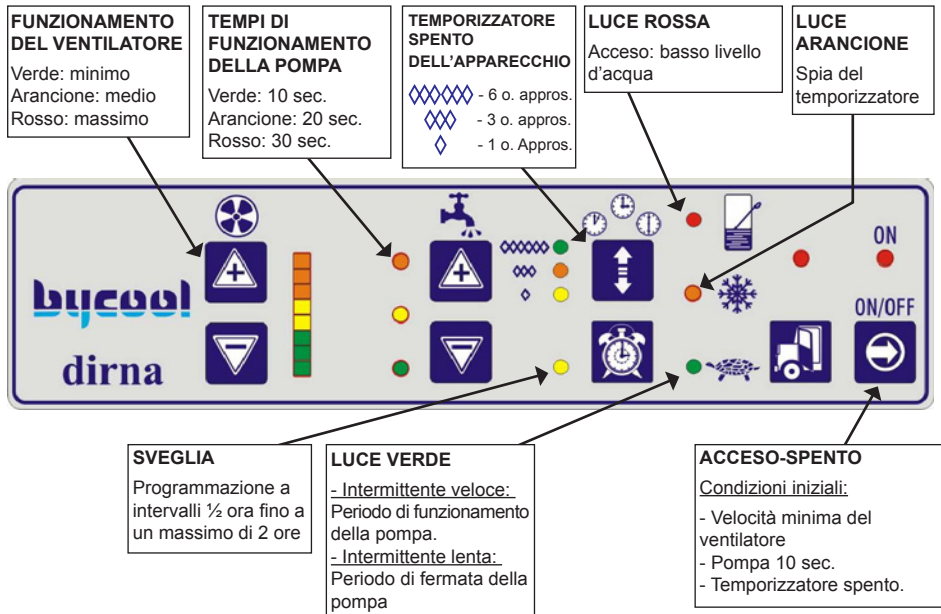 FUNZIONAMENTO
DEL VENTILATORE
Verde: minimo
Arancione: medio
Rosso: massimo
TEMPI DI
FUNZIONAMENTO
DELLA POMPA
Verde: 10 sec.
Arancione: 20 sec.
Rosso: 30 sec.
TEMPORIZZATORE
SPENTO
DELL’APPARECCHIO
- 6 o. appros.
- 3 o. appros.
- 1 o. Appros.
LUCE ROSSA
Acceso: basso livello
d’acqua
LUCE
ARANCIONE
Spia del
temporizzatore
bycool
dirna
ON
ON/OFF
SVEGLIA
Programmazione a
intervalli ½ ora fino a
un massimo di 2 ore
LUCE VERDE
- Intermittente veloce:
Periodo di funzionamento
della pompa.
- Intermittente lenta:
Periodo di fermata della
pompa
ACCESO-SPENTO
Condizioni iniziali:
- Velocità minima del
ventilatore
- Pompa 10 sec.
- Temporizzatore spento.